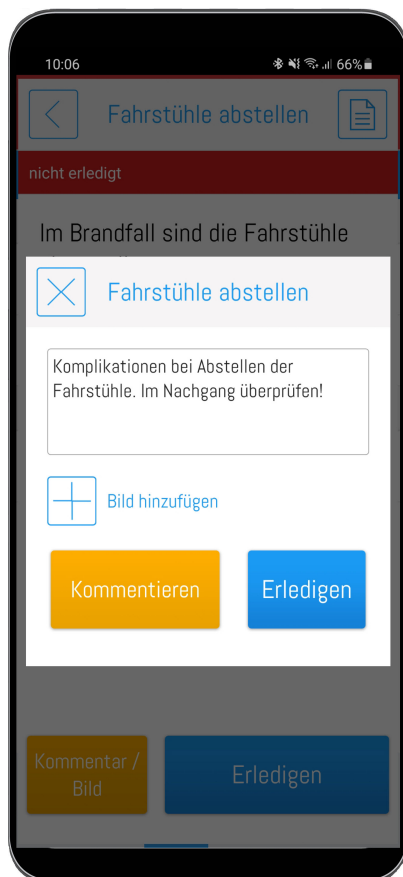 10:06
66%
Fahrstühle abstellen
nicht erledigt
Im Brandfall sind die Fahrstühle
Fahrstühle abstellen
Komplikationen bei Abstellen der
Fahrstühle. Im Nachgang überprüfen!
Bild hinzufügen
Kommentieren
Erledigen
Kommentar /
Bild
Erledigen